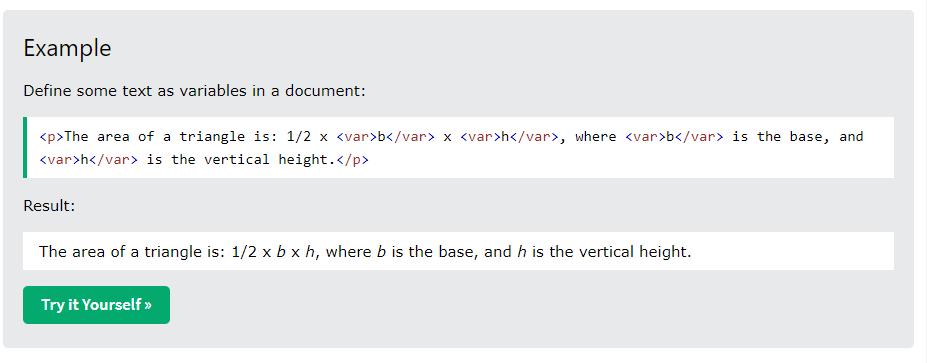 Example
Define some text as variables in a document:
<p>The area of a triangle is: 1/2 x <var>b</var> x <var>h</var>, where <var>b</var> is the base, and
<var>h</var> is the vertical height.</p>
Result:
The area of a triangle is: 1/2 x b x h, where b is the base, and h is the vertical height.
Try it Yourself »